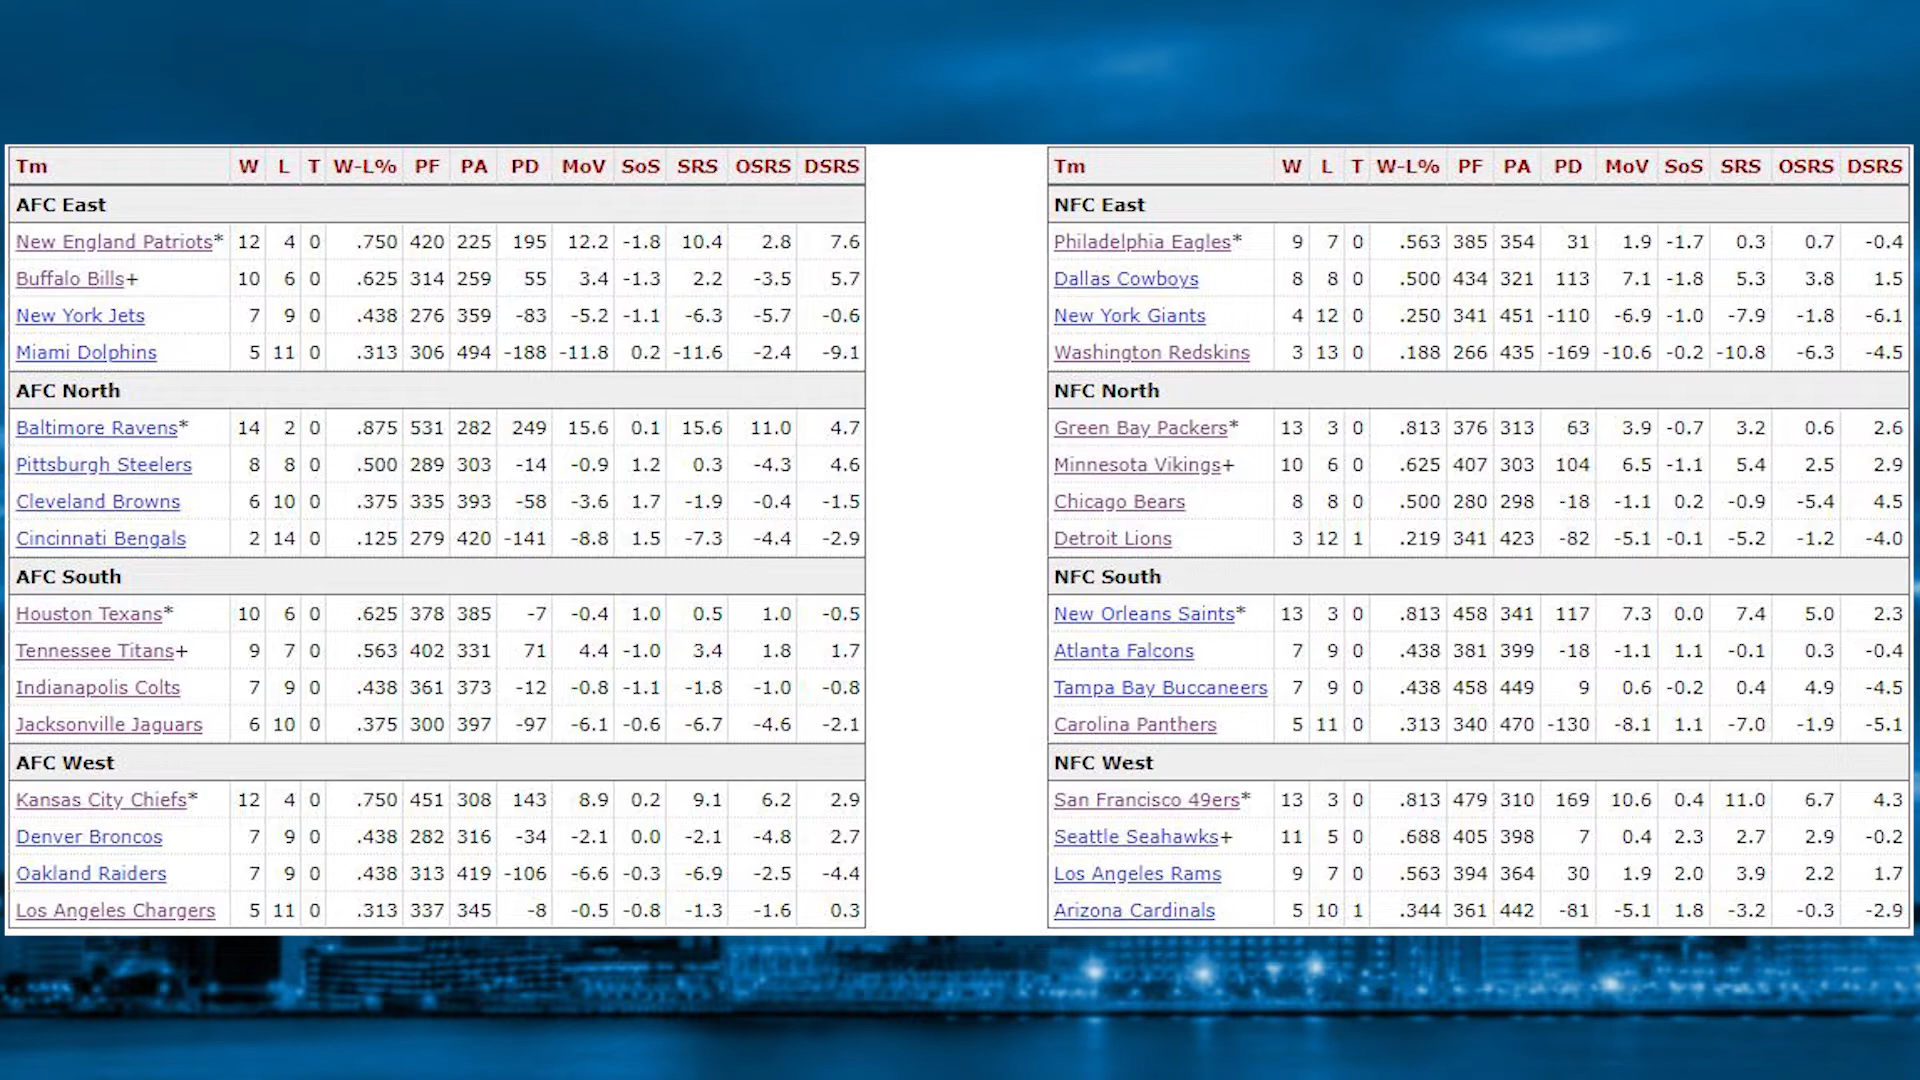 Tm W L T W-L% PF PA PD MoV SoS SRS OSRS DSRS
AFC East
New England Patriots* 12 4 0 .750 420 225 195 12.2 -1.8 10.4 2.8 7.6
Buffalo Bills+ 10 6 0 .625 314 259 55 3.4 -1.3 2.2 -3.5 5.7
New York Jets 7 9 0 .438 276 359 -83 -5.2 -1.1 -6.3 -5.7 -0.6
Miami Dolphins 5 11 0 .313 306 494 -188 -11.8 0.2 -11.6 -2.4 -9.1
AFC North
Baltimore Ravens* 14 2 0 .875 531 282 249 15.6 0.1 15.6 11.0 4.7
Pittsburgh Steelers 8 8 0 .500 289 303 -14 -0.9 1.2 0.3 -4.3 4.6
Cleveland Browns 6 10 0 .375 335 393 -58 -3.6 1.7 -1.9 -0.4 -1.5
Cincinnati Bengals 2 14 0 .125 279 420 -141 -8.8 1.5 -7.3 -4.4 -2.9
AFC South
Houston Texans* 10 6 0 .625 378 385 -7 -0.4 1.0 0.5 1.0 -0.5
Tennessee Titans+ 9 7 0 .563 402 331 71 4.4 -1.0 3.4 1.8 1.7
Indianapolis Colts 7 9 0 .438 361 373 -12 -0.8 -1.1 -1.8 -1.0 -0.8
Jacksonville Jaguars 6 10 0 .375 300 397 -97 -6.1 -0.6 -6.7 -4.6 -2.1
AFC West
Kansas City Chiefs* 12 4 0 .750 451 308 143 8.9 0.2 9.1 6.2 2.9
Denver Broncos 7 9 0 .438 282 316 -34 -2.1 0.0 -2.1 -4.8 2.7
Oakland Raiders 7 9 0 .438 313 419 -106 -6.6 -0.3 -6.9 -2.5 -4.4
Los Angeles Chargers 5 11 0 .313 337 345 -8 -0.5 -0.8 -1.3 -1.6 0.3
Tm W L T W-L% PF PA PD MoV SoS SRS OSRS DSRS
NFC East
Philadelphia Eagles* 9 7 0 .563 385 354 31 1.9 -1.7 0.3 0.7 -0.4
Dallas Cowboys 8 8 0 .500 434 321 113 7.1 -1.8 5.3 3.8 1.5
New York Giants 4 12 0 .250 341 451 -110 -6.9 -1.0 -7.9 -1.8 -6.1
Washington Redskins 3 13 0 .188 266 435 -169 -10.6 -0.2 -10.8 -6.3 -4.5
NFC North
Green Bay Packers* 13 3 0 .813 376 313 63 3.9 -0.7 3.2 0.6 2.6
Minnesota Vikings+ 10 6 0 .625 407 303 104 6.5 -1.1 5.4 2.5 2.9
Chicago Bears 8 8 0 .500 280 298 -18 -1.1 0.2 -0.9 -5.4 4.5
Detroit Lions 3 12 1 .219 341 423 -82 -5.1 -0.1 -5.2 -1.2 -4.0
NFC South
New Orleans Saints* 13 3 0 .813 458 341 117 7.3 0.0 7.4 5.0 2.3
Atlanta Falcons 7 9 0 .438 381 399 -18 -1.1 1.1 -0.1 0.3 -0.4
Tampa Bay Buccaneers 7 9 0 .438 458 449 9 0.6 -0.2 0.4 4.9 -4.5
Carolina Panthers 5 11 0 .313 340 470 -130 -8.1 1.1 -7.0 -1.9 -5.1
NFC West
San Francisco 49ers* 13 3 0 .813 479 310 169 10.6 0.4 11.0 6.7 4.3
Seattle Seahawks+ 11 5 0 .688 405 398 7 0.4 2.3 2.7 2.9 -0.2
Los Angeles Rams 9 7 0 .563 394 364 30 1.9 2.0 3.9 2.2 1.7
Arizona Cardinals 5 10 1 .344 361 442 -81 -5.1 1.8 -3.2 -0.3 -2.9